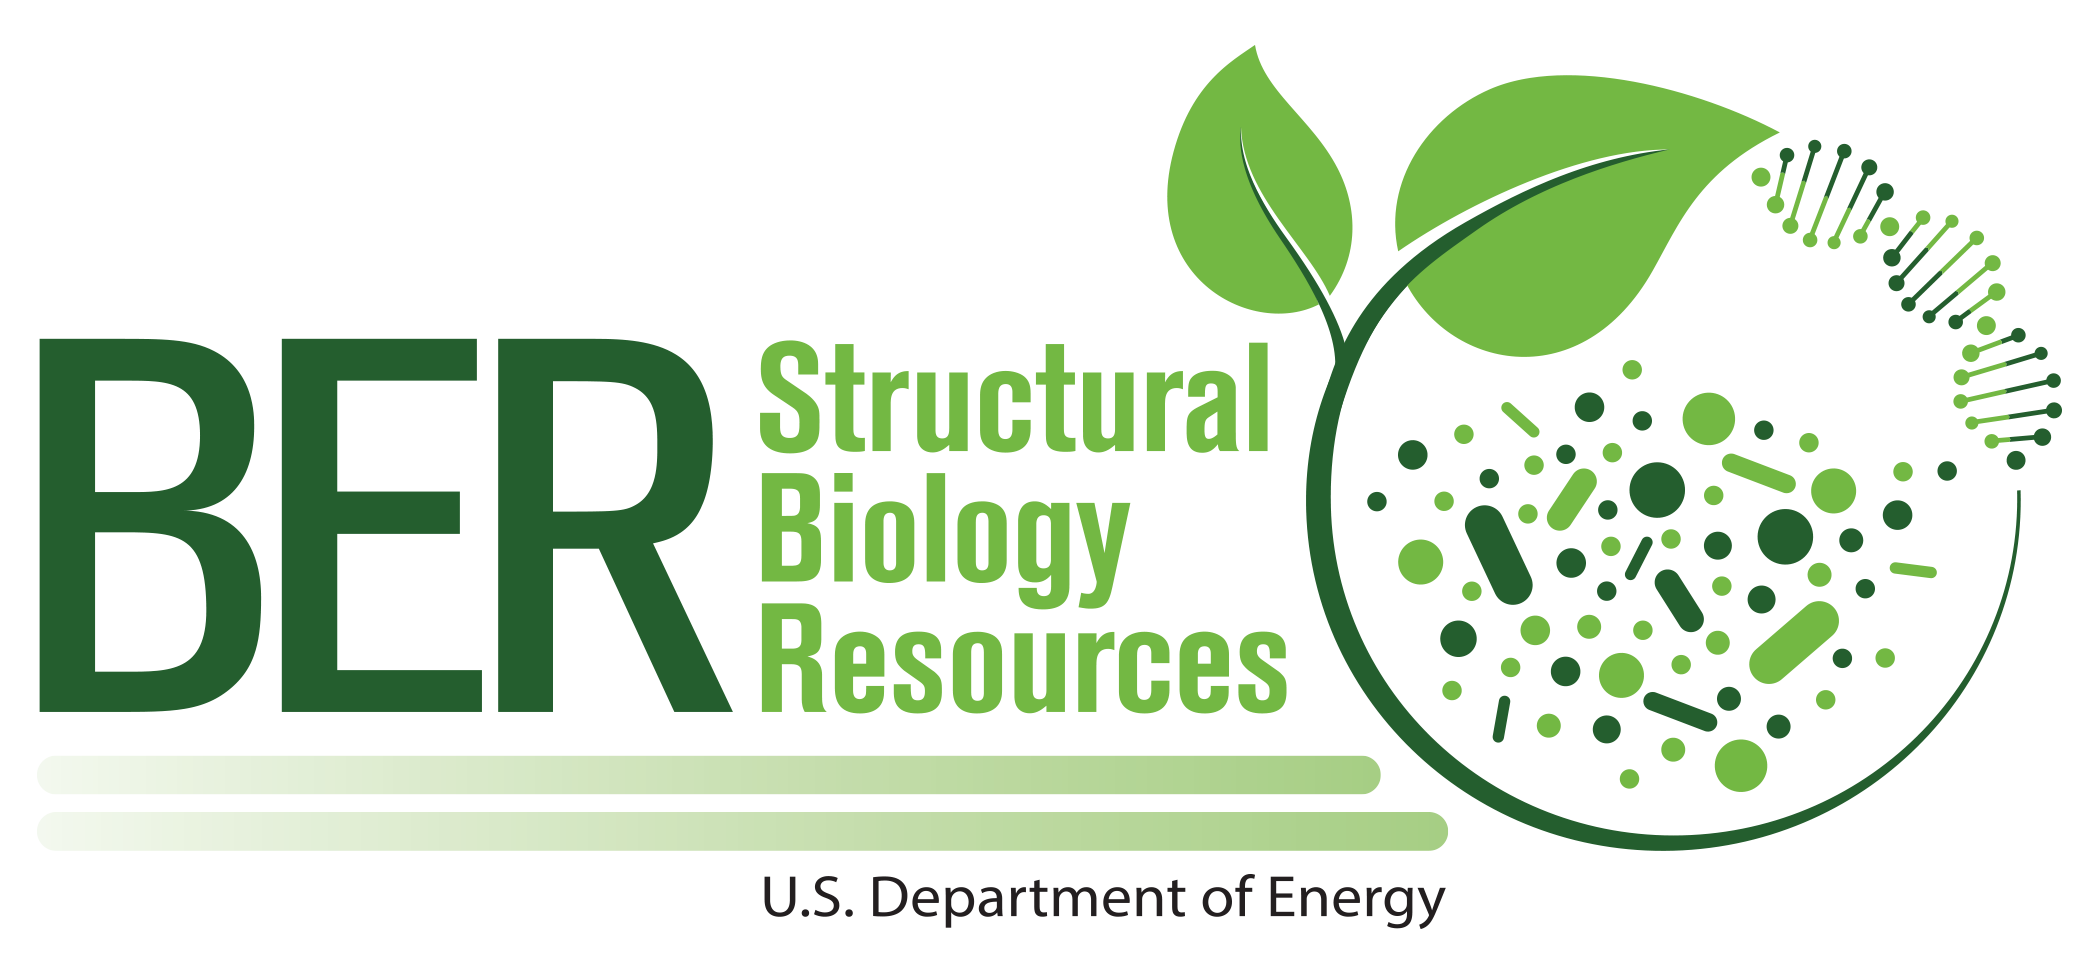 BER
Structural
Biology
Resources
U.S. Department of Energy